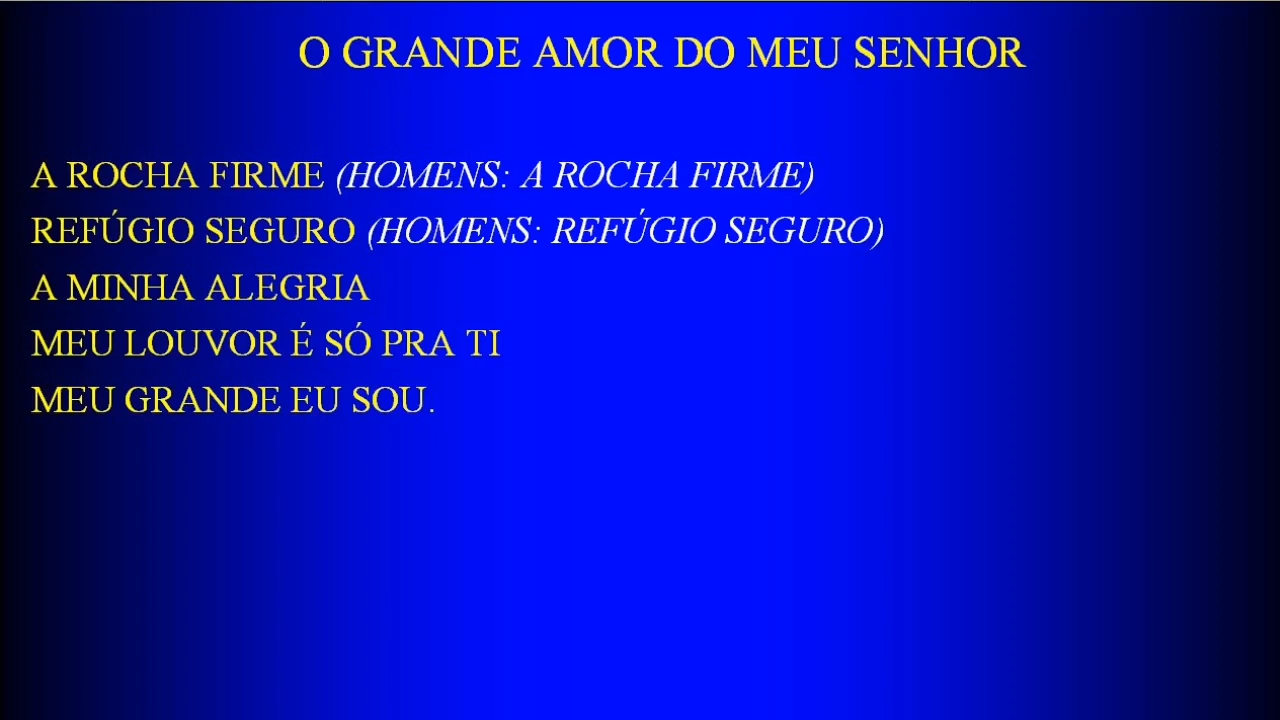 O GRANDE AMOR DO MEU SENHOR
A ROCHA FIRME (HOMENS: A ROCHA FIRME)
REFÚGIO SEGURO (HOMENS: REFÚGIO SEGURO)
A MINHA ALEGRIA
MEU LOUVOR É SÓ PRA TI
MEU GRANDE EU SOU.